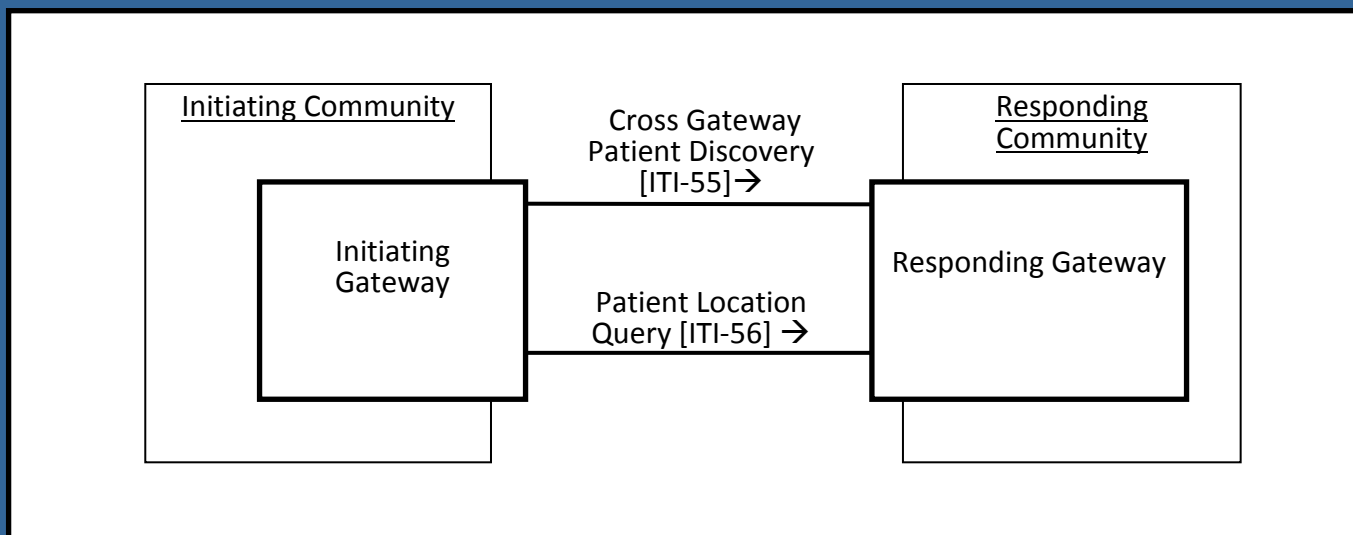 Initiating Community
Cross Gateway
Patient Discovery
[ITI-55]→
Responding
Community
Initiating
Gateway
Responding Gateway
Patient Location
Query [ITI-56] →